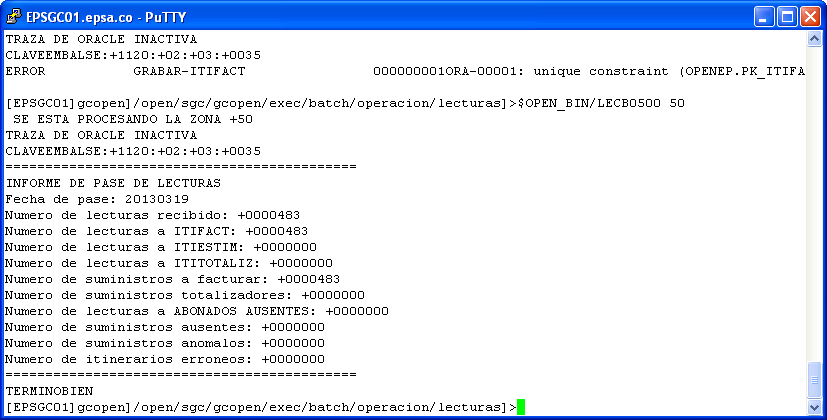 EPSGC01.epsa.co - PuTTY
TRAZA DE ORACLE INACTIVA
CLAVEEMBALSE:+1120:+02:+03:+0035
ERROR GRABAR-ITIFACT 000000001ORA-00001: unique constraint (OPENEP.PK_ITIFA
[EPSGC01]gcopen]/open/sgc/gcopen/exec/batch/operacion/lecturas]>$OPEN_BIN/LECB0500 50
SE ESTA PROCESANDO LA ZONA +50
TRAZA DE ORACLE INACTIVA
CLAVEEMBALSE:+1120:+02:+03:+0035
============================================
INFORME DE PASE DE LECTURAS
Fecha de pase: 20130319
Numero de lecturas recibido: +0000483
Numero de lecturas a ITIFACT: +0000483
Numero de lecturas a ITIESTIM: +0000000
Numero de lecturas a ITITOTALIZ: +0000000
Numero de suministros a facturar: +0000483
Numero de suministros totalizadores: +0000000
Numero de lecturas a ABONADOS AUSENTES: +0000000
Numero de suministros ausentes: +0000000
Numero de suministros anomalos: +0000000
Numero de itinerarios erroneos: +0000000
============================================
TERMINOBIEN
[EPSGC01]gcopen]/open/sgc/gcopen/exec/batch/operacion/lecturas]>